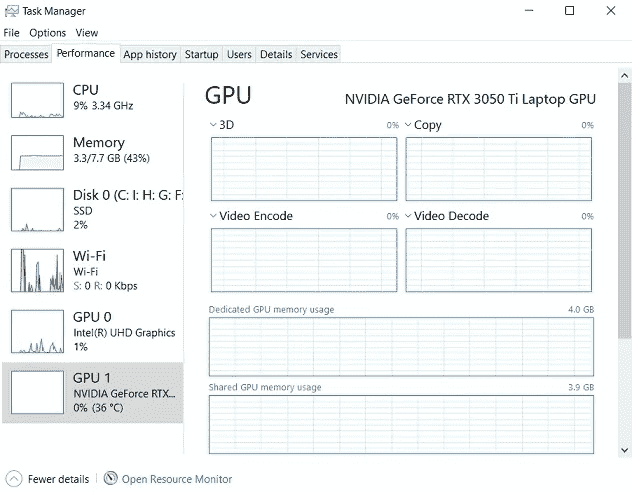 Task Manager
File Options View
Processes Performance App history Startup Users Details Services
CPU
9% 3.34 GHz
Memory
3.3/7.7 GB (43%)
Disk 0 (C: I: H: G: F:
SSD
2%
Wi-Fi
Wi-Fi
S: 0 R: 0 Kbps
GPU 0
Intel(R) UHD Graphics
1%
GPU 1
NVIDIA GeForce RTX...
0% (36 °C)
GPU NVIDIA GeForce RTX 3050 Ti Laptop GPU
3D 0% Copy 0%
Video Encode 0% Video Decode 0%
Dedicated GPU memory usage 4.0 GB
Shared GPU memory usage 3.9 GB
Fewer details Open Resource Monitor